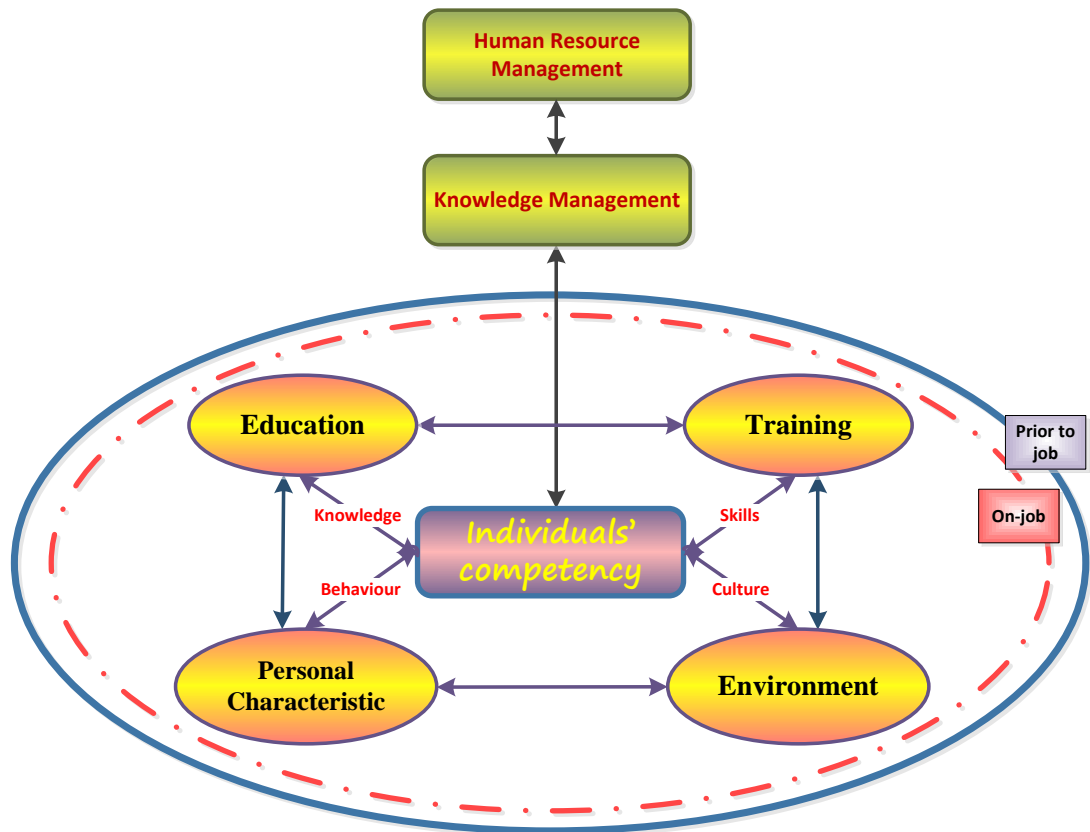 Human Resource
Management
Knowledge Management
Education
Training
Prior to
job
On-job
Knowledge
Skills
Individuals’
competency
Behaviour
Culture
Personal
Characteristic
Environment